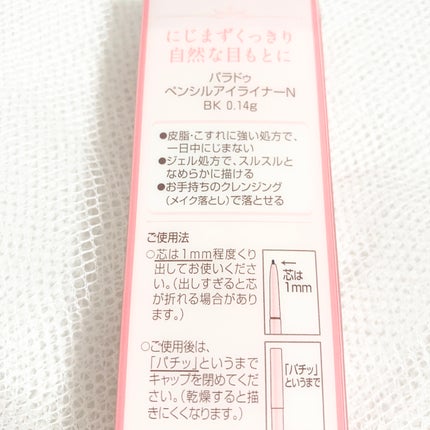 にじまずくっきり
自然な目もとに
パラドゥ
ペンシルアイライナーN
BK 0.14g
●皮脂・こすれに強い処方で、
一日中にじまない
●ジェル処方で、スルスルと
なめらかに描ける
●お手持ちのクレンジング
(メイク落とし)で落とせる
ご使用法
○芯は1mm程度くり
出してお使いくださ
い。(出しすぎると芯
が折れる場合があり
ます。)
←
芯は
1mm
○ご使用後は、
「パチッ」というまで
キャップを閉めてくだ
さい。(乾燥すると描
きにくくなります。)
「パチッ」
というまで